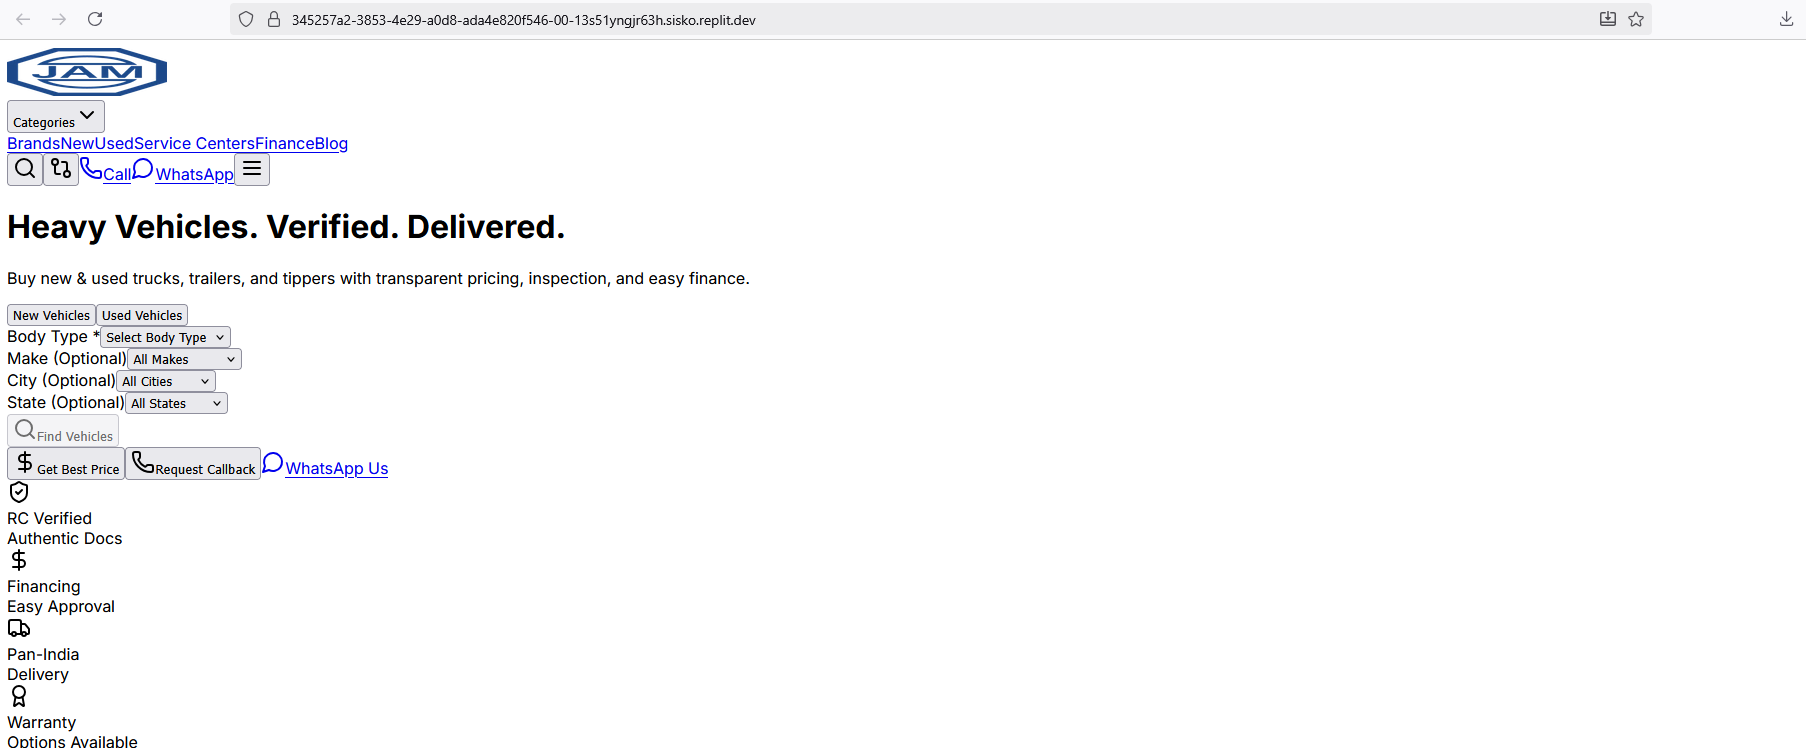 345257a2-3853-4e29-a0d8-ada4e820f546-00-13s51yngjr63h.sisko.replit.dev
JAM
Categories
BrandsNewUsedService CentersFinanceBlog
Call WhatsApp
Heavy Vehicles. Verified. Delivered.
Buy new & used trucks, trailers, and tippers with transparent pricing, inspection, and easy finance.
New Vehicles Used Vehicles
Body Type * Select Body Type
Make (Optional) All Makes
City (Optional) All Cities
State (Optional) All States
Find Vehicles
Get Best Price Request Callback WhatsApp Us
RC Verified
Authentic Docs
Financing
Easy Approval
Pan-India
Delivery
Warranty
Options Available